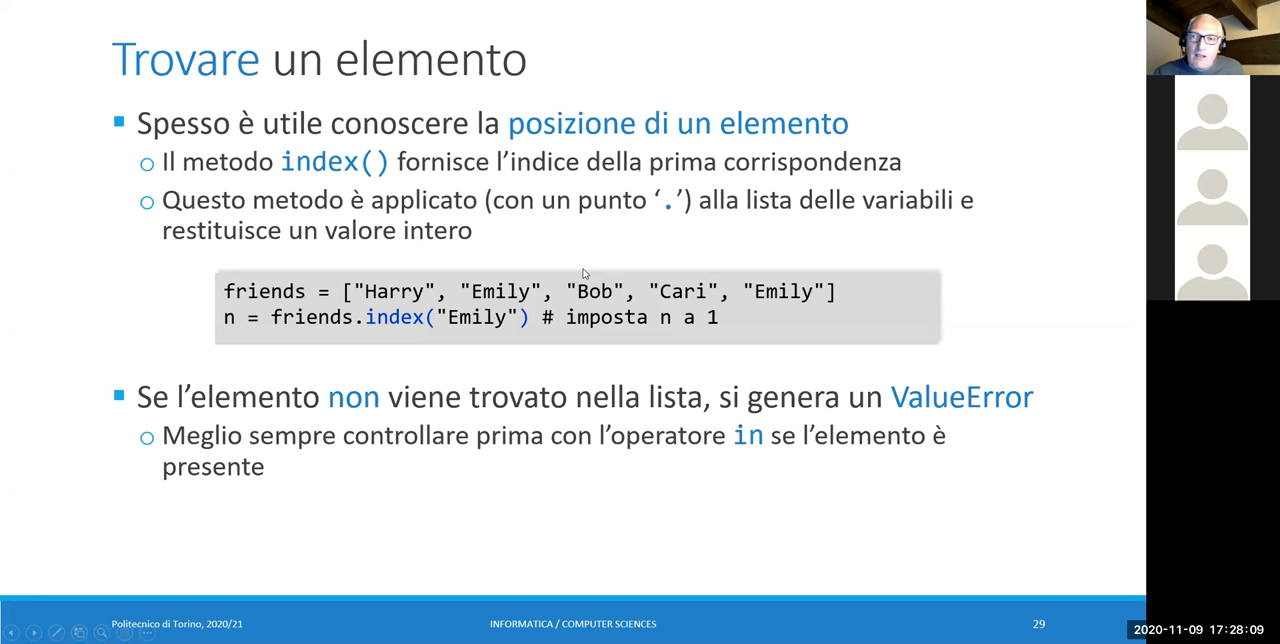 Trovare un elemento
Spesso è utile conoscere la posizione di un elemento
Il metodo index() fornisce l’indice della prima corrispondenza
Questo metodo è applicato (con un punto ‘.’) alla lista delle variabili e
restituisce un valore intero
friends = ["Harry", "Emily", "Bob", "Cari", "Emily"]
n = friends.index("Emily") # imposta n a 1
Se l’elemento non viene trovato nella lista, si genera un ValueError
Meglio sempre controllare prima con l’operatore in se l’elemento è
presente
Politecnico di Torino, 2020/21
INFORMATICA / COMPUTER SCIENCES
29
2020-11-09 17:28:09